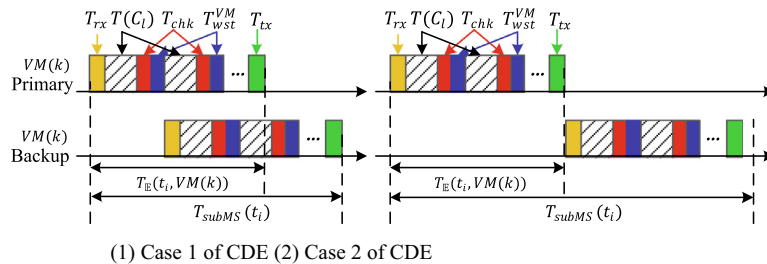 T_rx T(C_l) T_chk T_wst^VM T_tx T_rx T(C_l) T_chk T_wst^VM T_tx
VM(k)
Primary
...
...
VM(k)
Backup
...
...
T_𝔼(t_i, VM(k)) T_𝔼(t_i, VM(k))
T_subMS(t_i) T_subMS(t_i)
(1) Case 1 of CDE (2) Case 2 of CDE